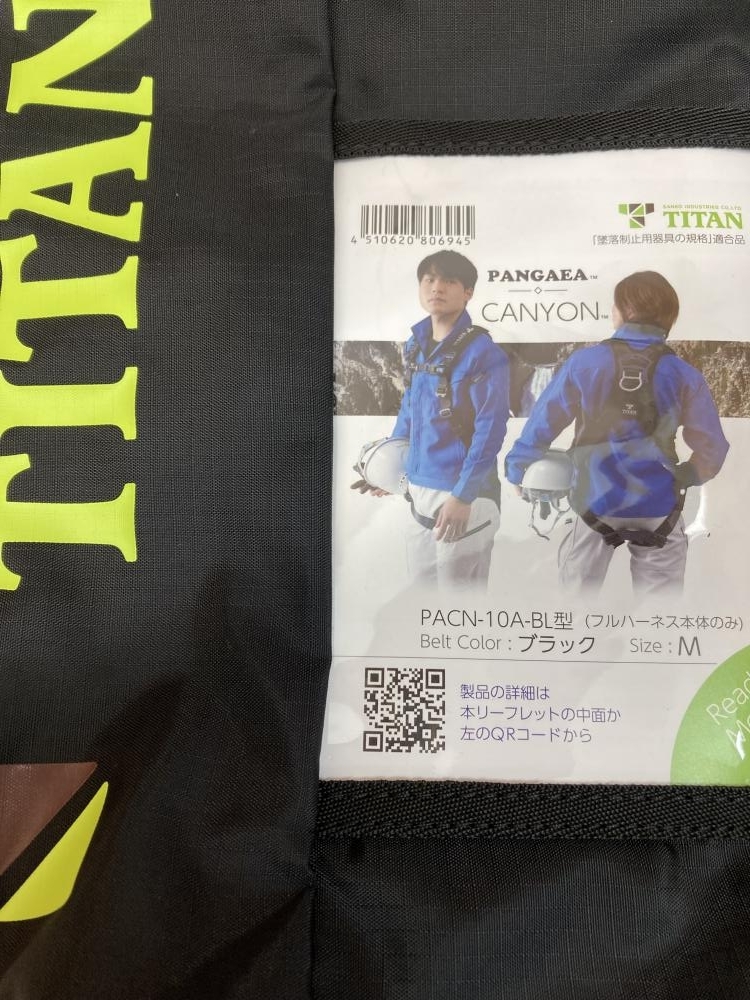 TITAN
4 510620 806945
SANKO INDUSTRIES CO.,LTD.
TITAN
「墜落制止用器具の規格」適合品
PANGAEA™
CANYON™
PACN-10A-BL型 (フルハーネス本体のみ)
Belt Color : ブラック Size : M
製品の詳細は
本リーフレットの中面か
左のQRコードから
Read